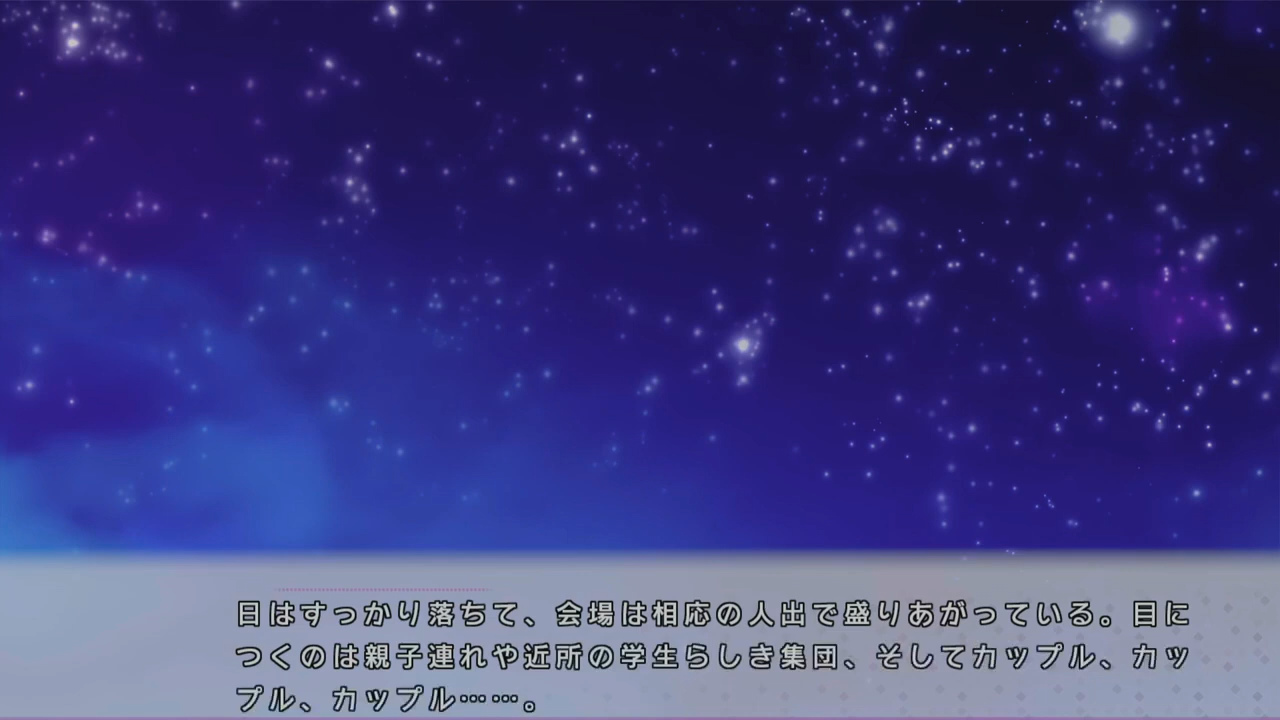 日はすっかり落ちて、会場は相応の人出で盛りあがっている。目に
つくのは親子連れや近所の学生らしき集団、そしてカップル、カッ
プル、カップル……。